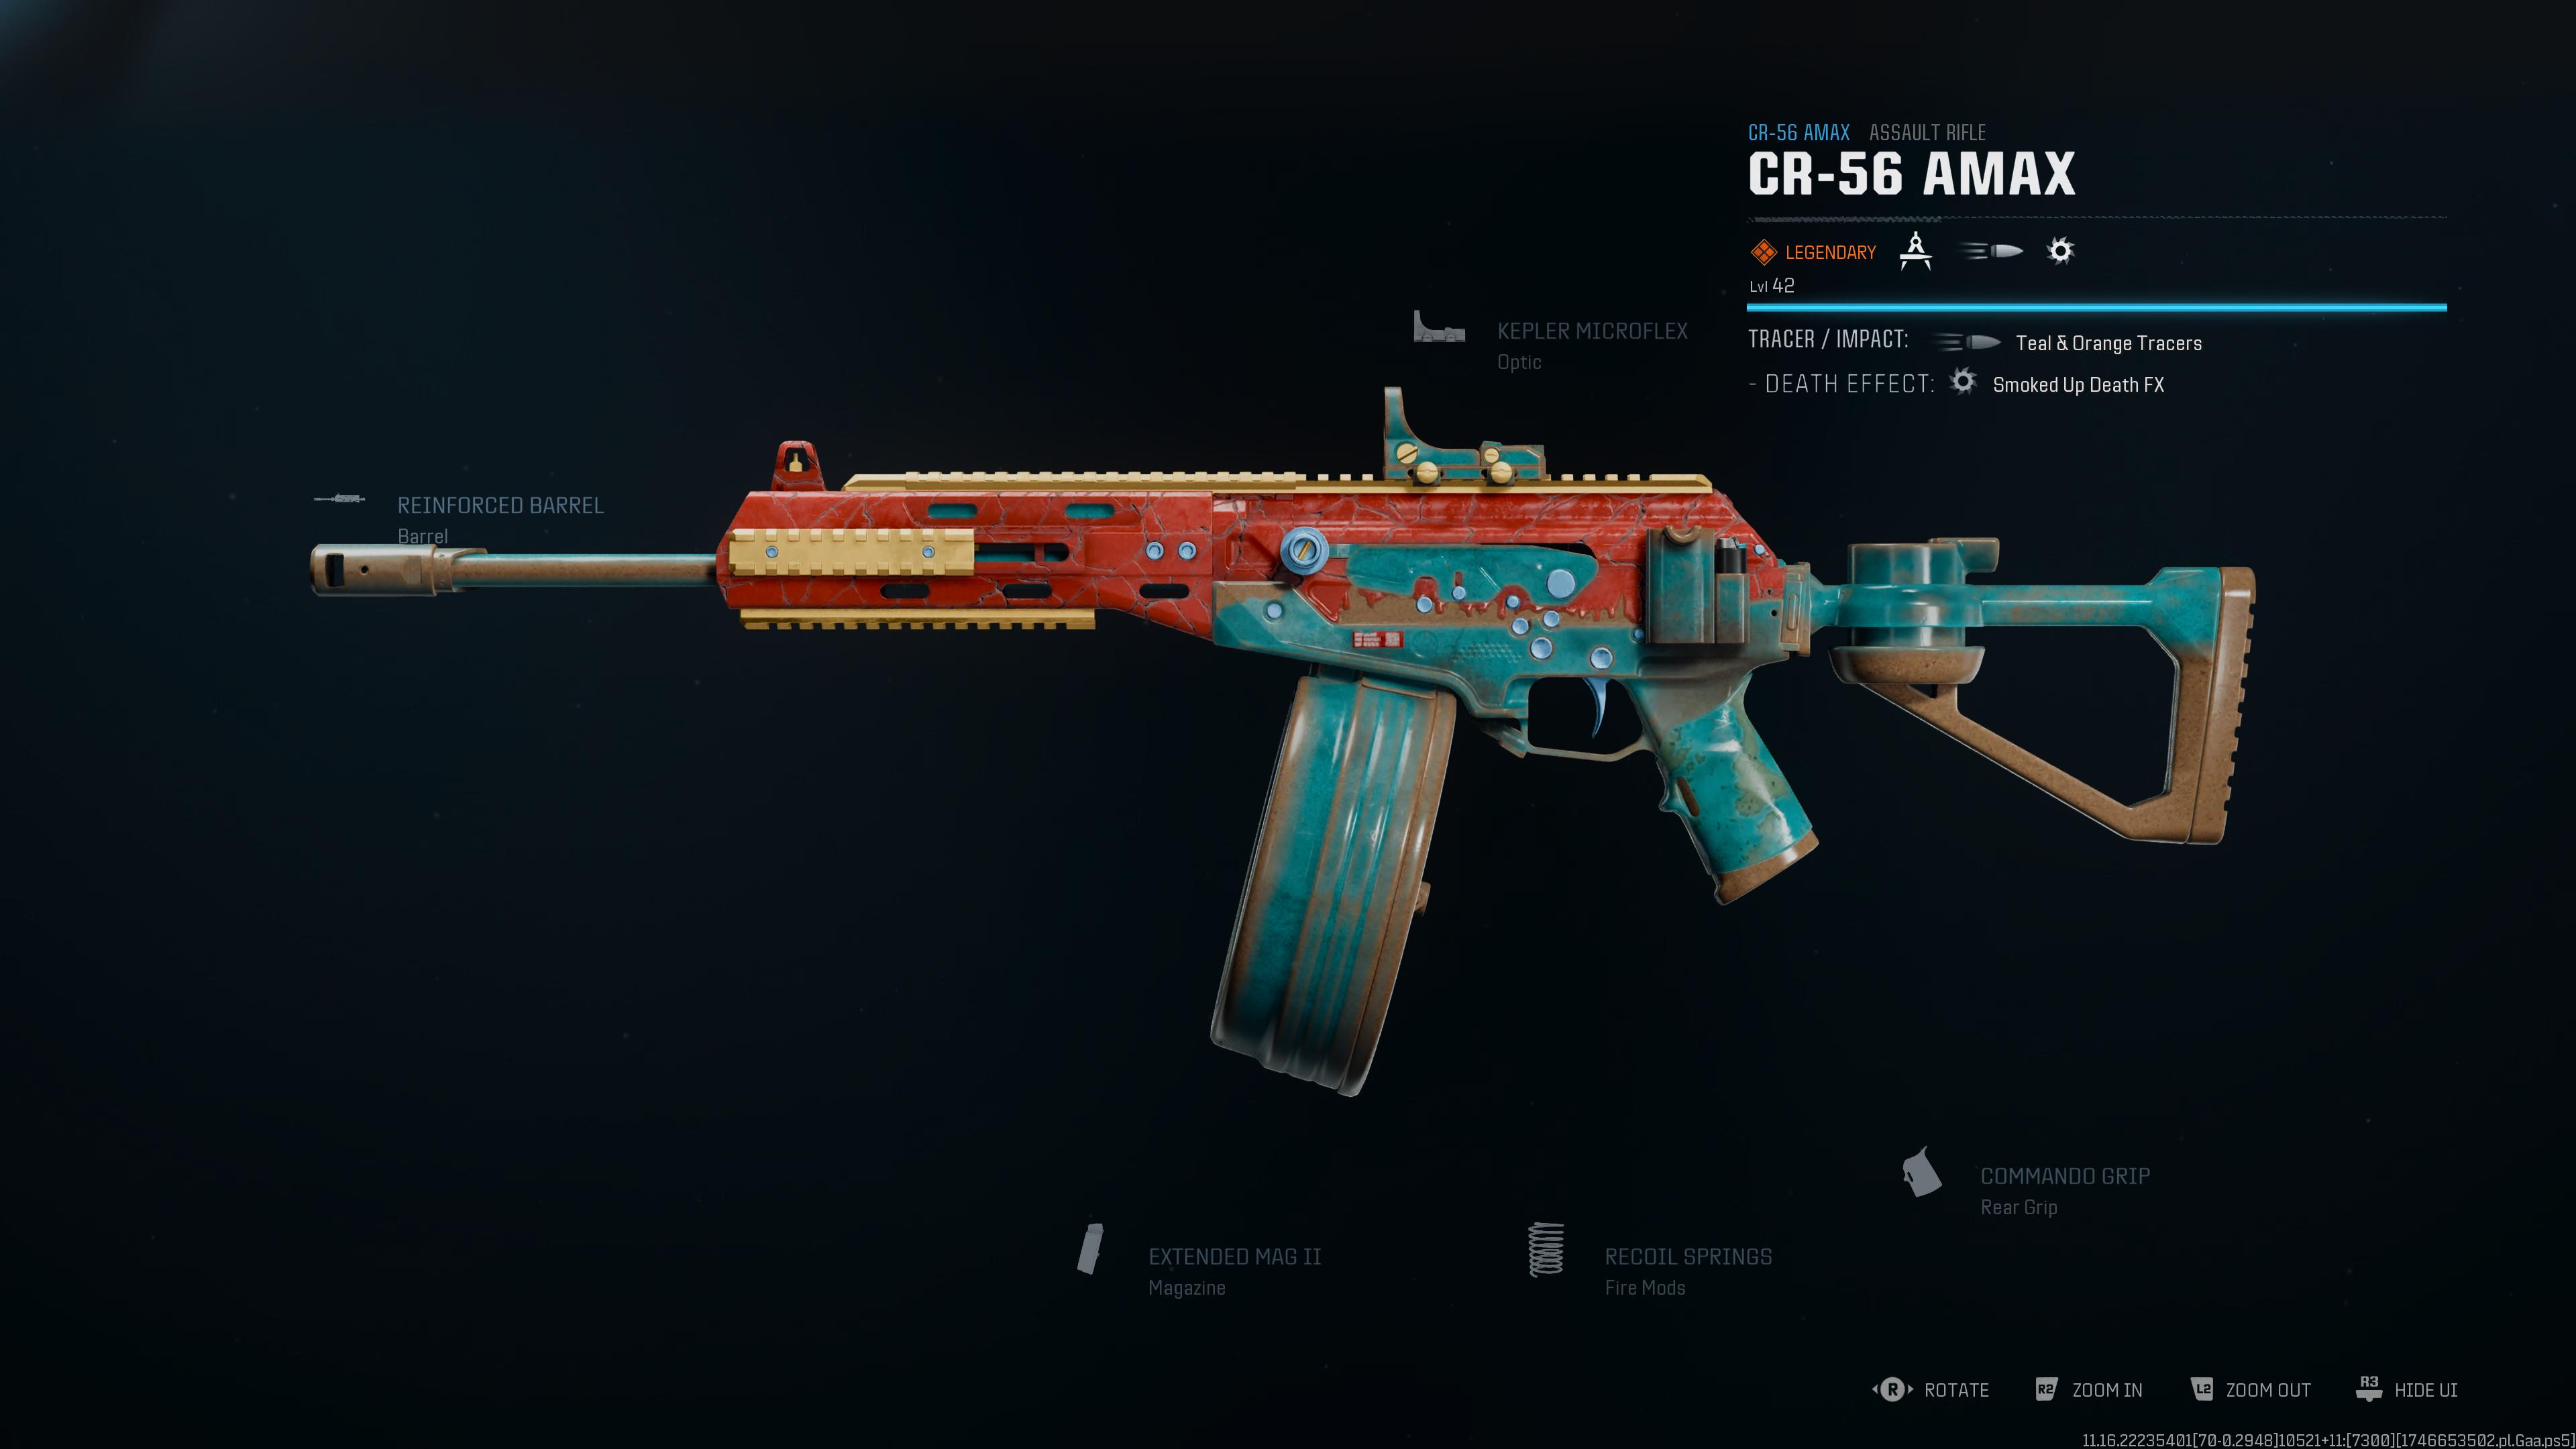 CR-56 AMAX ASSAULT RIFLE
CR-56 AMAX
LEGENDARY
Lvl 42
TRACER / IMPACT: Teal & Orange Tracers
- DEATH EFFECT: Smoked Up Death FX
KEPLER MICROFLEX
Optic
REINFORCED BARREL
Barrel
COMMANDO GRIP
Rear Grip
EXTENDED MAG II
Magazine
RECOIL SPRINGS
Fire Mods
R ROTATE R2 ZOOM IN L2 ZOOM OUT R3 HIDE UI
11.16.22235401[70-0.2948]10521+11:[7300][1746653502.pl.Gaa.ps5]